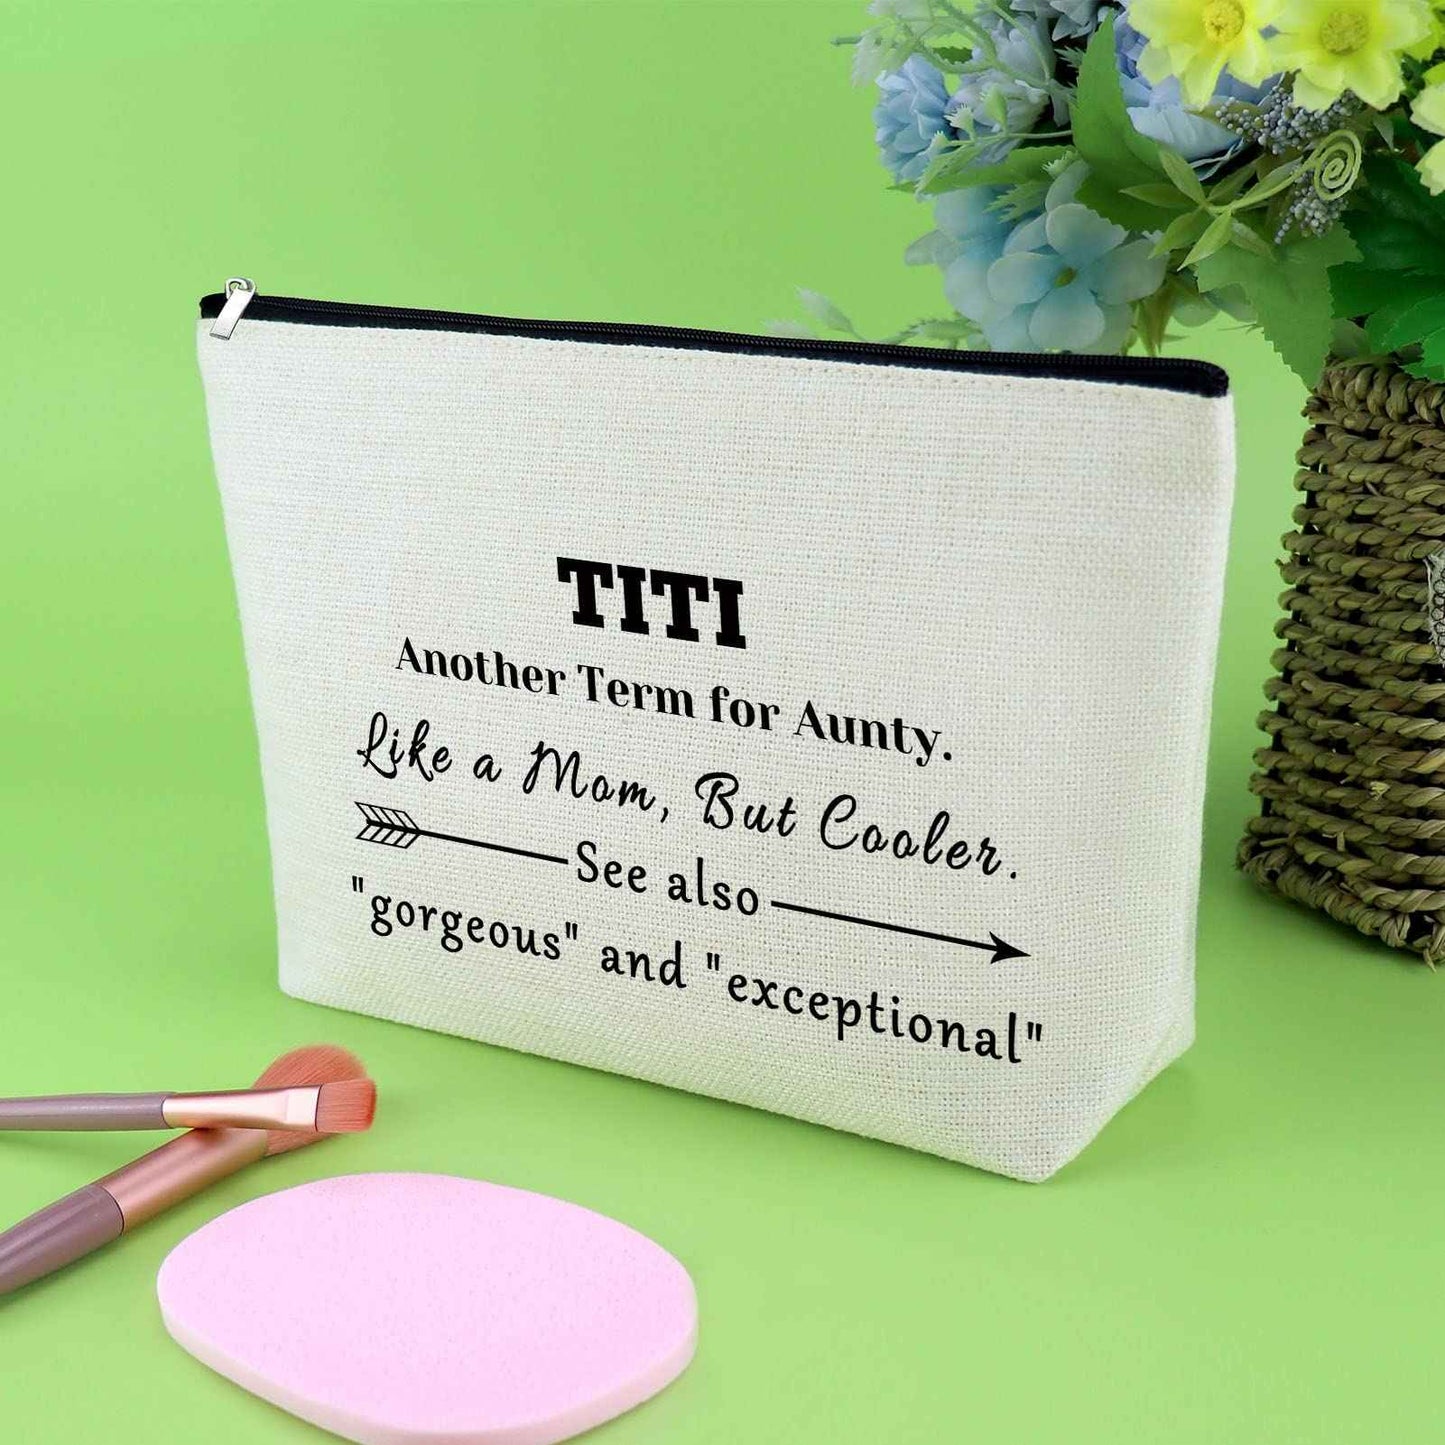 TITI
Another Term for Aunty.
Like a Mom, But Cooler.
See also
"gorgeous" and "exceptional"